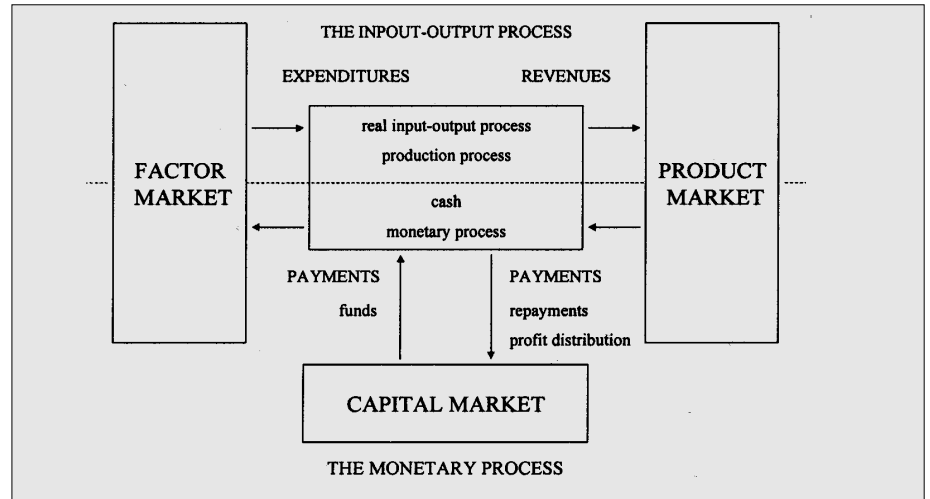 THE INPOUT-OUTPUT PROCESS
EXPENDITURES
REVENUES
real input-output process
production process
FACTOR
MARKET
PRODUCT
MARKET
cash
monetary process
PAYMENTS
funds
PAYMENTS
repayments
profit distribution
CAPITAL MARKET
THE MONETARY PROCESS